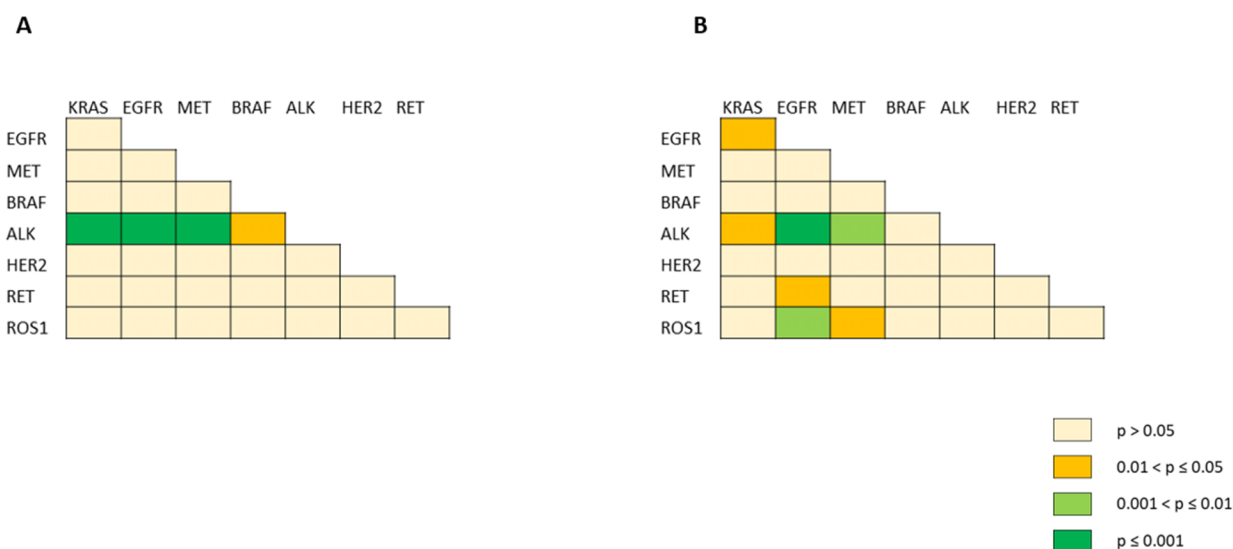 A
B
KRAS EGFR MET BRAF ALK HER2 RET
EGFR
MET
BRAF
ALK
HER2
RET
ROS1
KRAS EGFR MET BRAF ALK HER2 RET
EGFR
MET
BRAF
ALK
HER2
RET
ROS1
p > 0.05
0.01 < p ≤ 0.05
0.001 < p ≤ 0.01
p ≤ 0.001